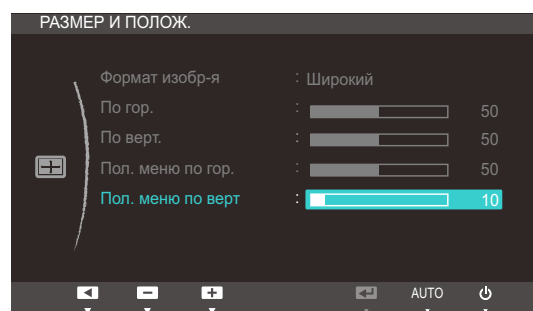 РАЗМЕР И ПОЛОЖ.
Формат изобр-я : Широкий
По гор. : 50
По верт. : 50
Пол. меню по гор. : 50
Пол. меню по верт : 10
AUTO